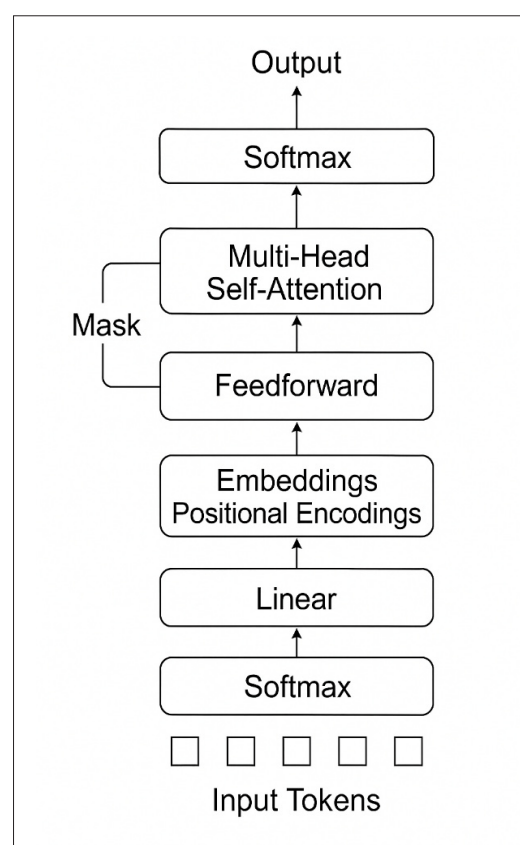 Output
Softmax
Multi-Head
Self-Attention
Mask
Feedforward
Embeddings
Positional Encodings
Linear
Softmax
Input Tokens